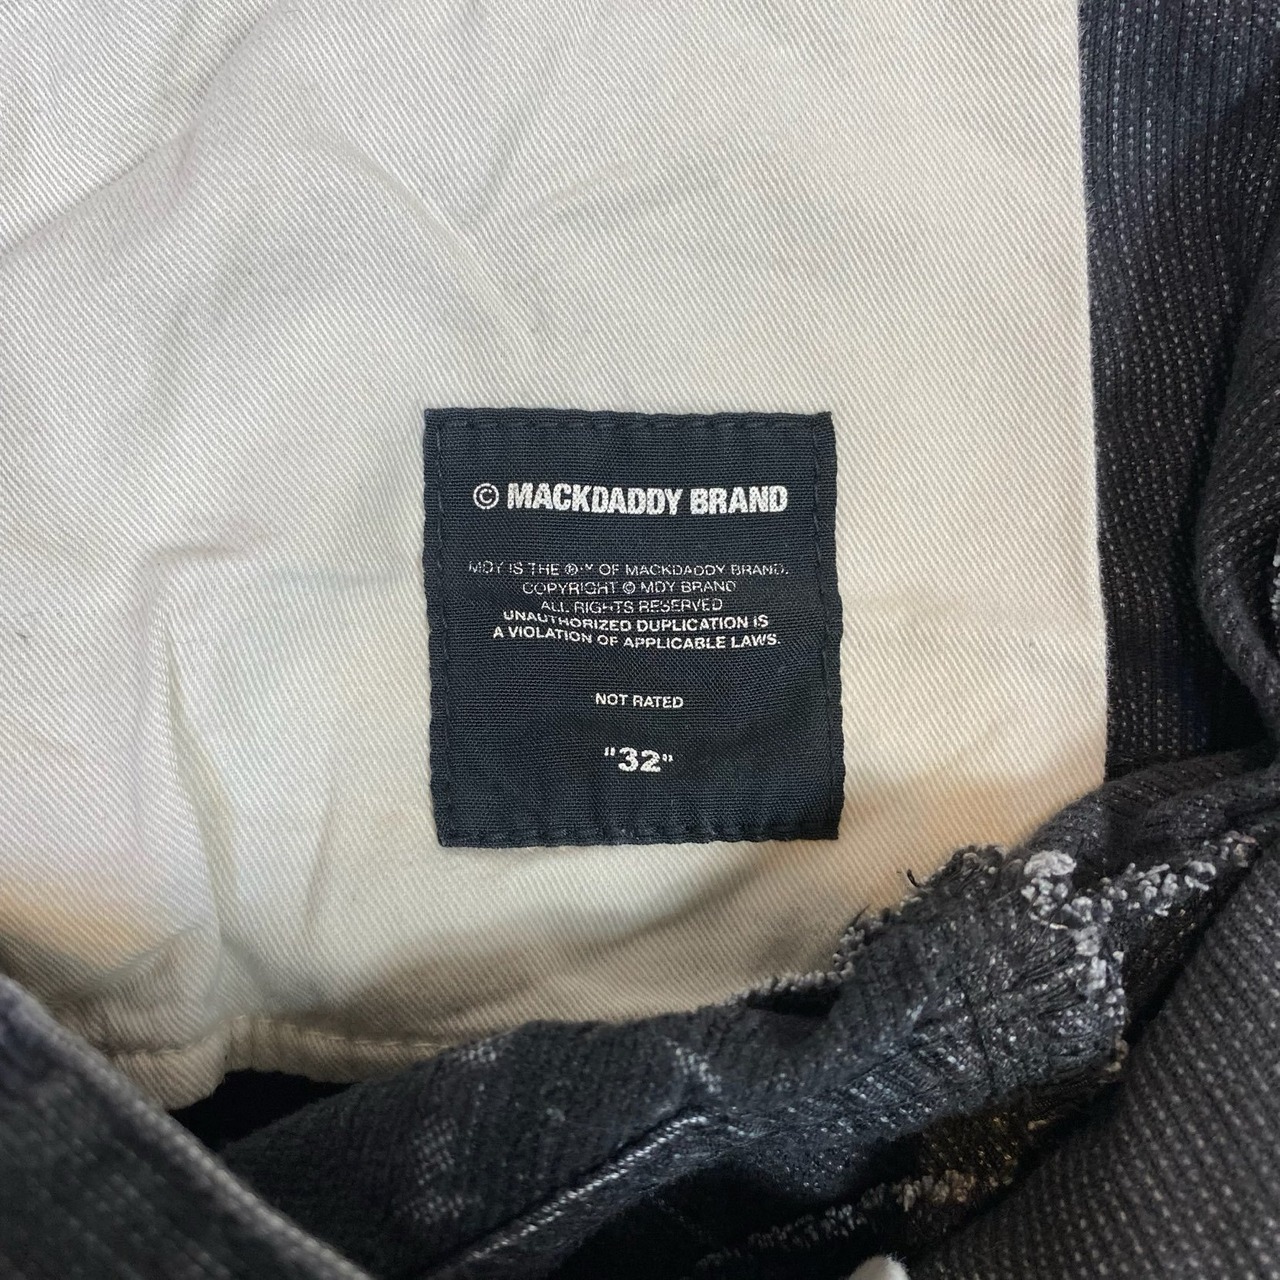 © MACKDADDY BRAND
MDY IS THE ®™ OF MACKDADDY BRAND.
COPYRIGHT © MDY BRAND
ALL RIGHTS RESERVED
UNAUTHORIZED DUPLICATION IS
A VIOLATION OF APPLICABLE LAWS.
NOT RATED
"32"